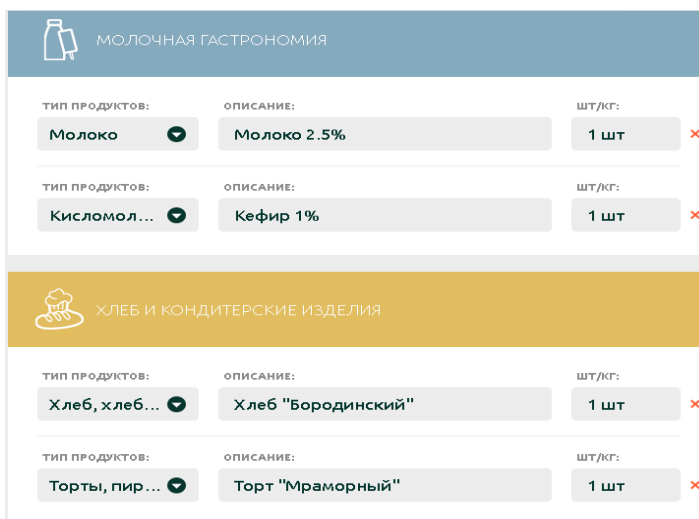 МОЛОЧНАЯ ГАСТРОНОМИЯ
ТИП ПРОДУКТОВ: ОПИСАНИЕ: ШТ/КГ:
Молоко Молоко 2.5% 1 шт ×
ТИП ПРОДУКТОВ: ОПИСАНИЕ: ШТ/КГ:
Кисломол... Кефир 1% 1 шт ×
ХЛЕБ И КОНДИТЕРСКИЕ ИЗДЕЛИЯ
ТИП ПРОДУКТОВ: ОПИСАНИЕ: ШТ/КГ:
Хлеб, хлеб... Хлеб "Бородинский" 1 шт ×
ТИП ПРОДУКТОВ: ОПИСАНИЕ: ШТ/КГ:
Торты, пир... Торт "Мраморный" 1 шт ×